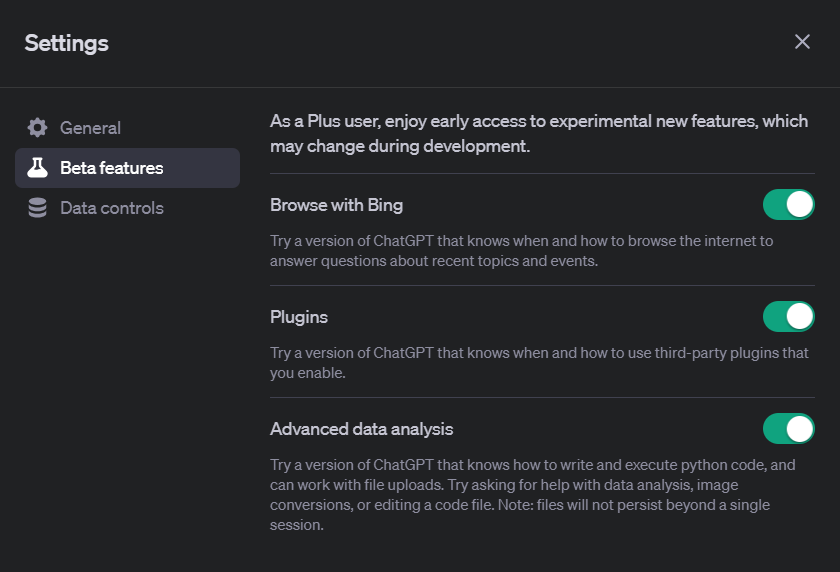 Settings
General
Beta features
Data controls
As a Plus user, enjoy early access to experimental new features, which
may change during development.
Browse with Bing
Try a version of ChatGPT that knows when and how to browse the internet to
answer questions about recent topics and events.
Plugins
Try a version of ChatGPT that knows when and how to use third-party plugins that
you enable.
Advanced data analysis
Try a version of ChatGPT that knows how to write and execute python code, and
can work with file uploads. Try asking for help with data analysis, image
conversions, or editing a code file. Note: files will not persist beyond a single
session.